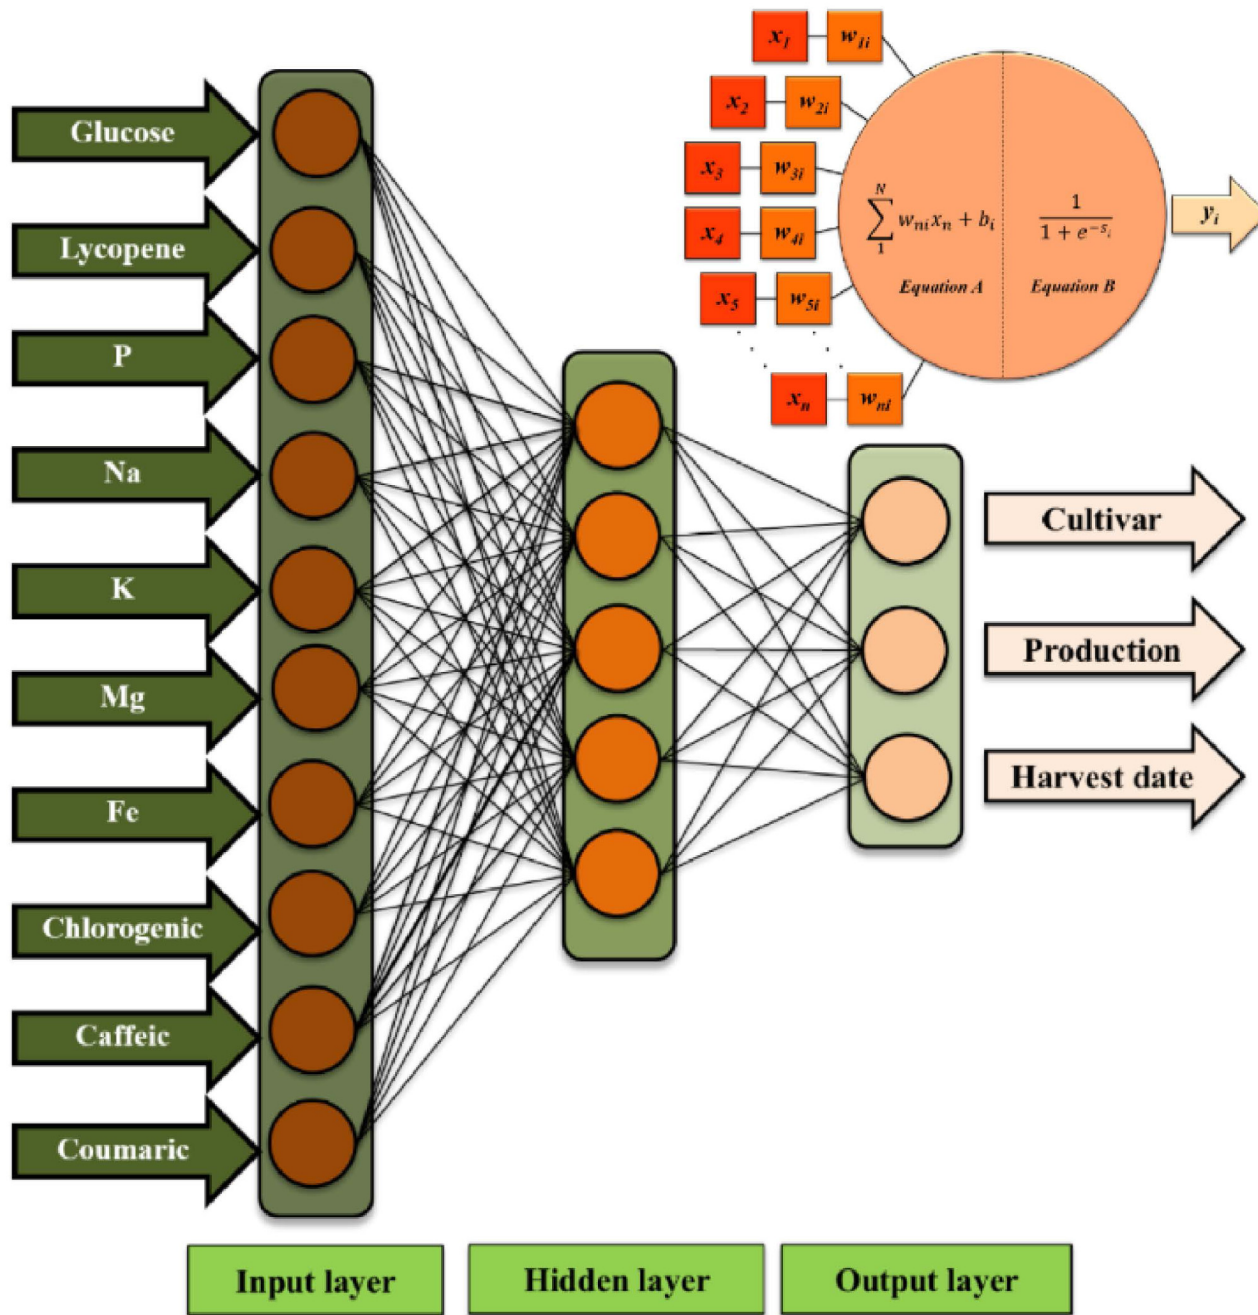 Glucose
Lycopene
P
Na
K
Mg
Fe
Chlorogenic
Caffeic
Coumaric
x1 w1i
x2 w2i
x3 w3i
x4 w4i
x5 w5i
xn wni
N
∑ wni xn + bi
1
Equation A
1
1 + e^−si
Equation B
yi
Cultivar
Production
Harvest date
Input layer
Hidden layer
Output layer